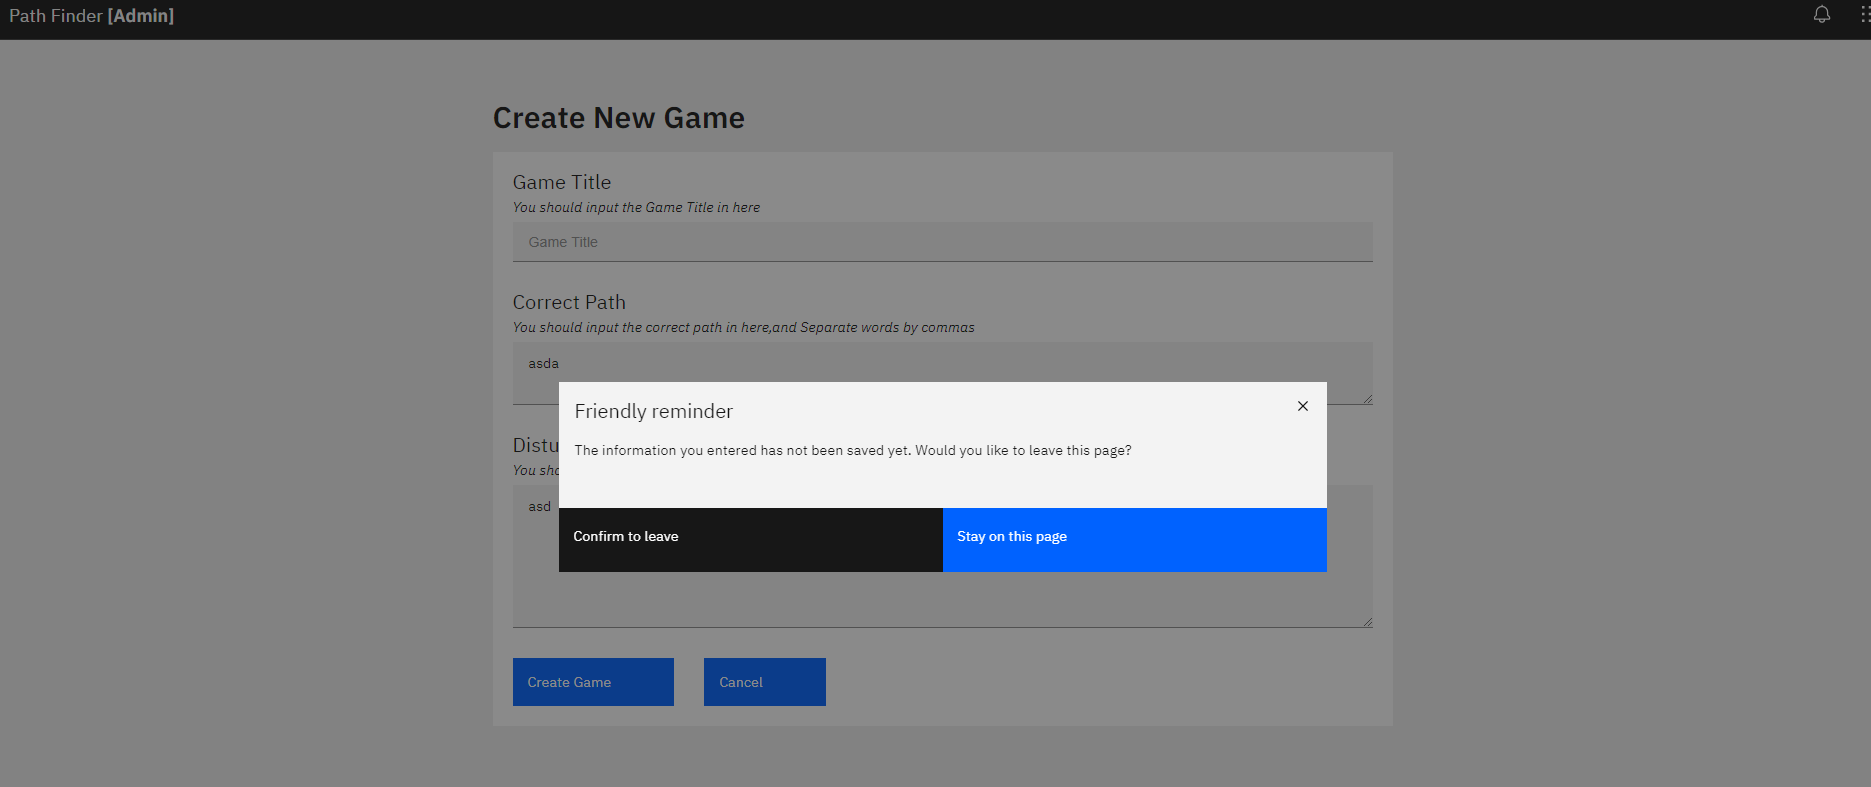 Path Finder [Admin]
Create New Game
Game Title
You should input the Game Title in here
Game Title
Correct Path
You should input the correct path in here,and Separate words by commas
asda
Friendly reminder
The information you entered has not been saved yet. Would you like to leave this page?
asd
Confirm to leave
Stay on this page
Create Game
Cancel